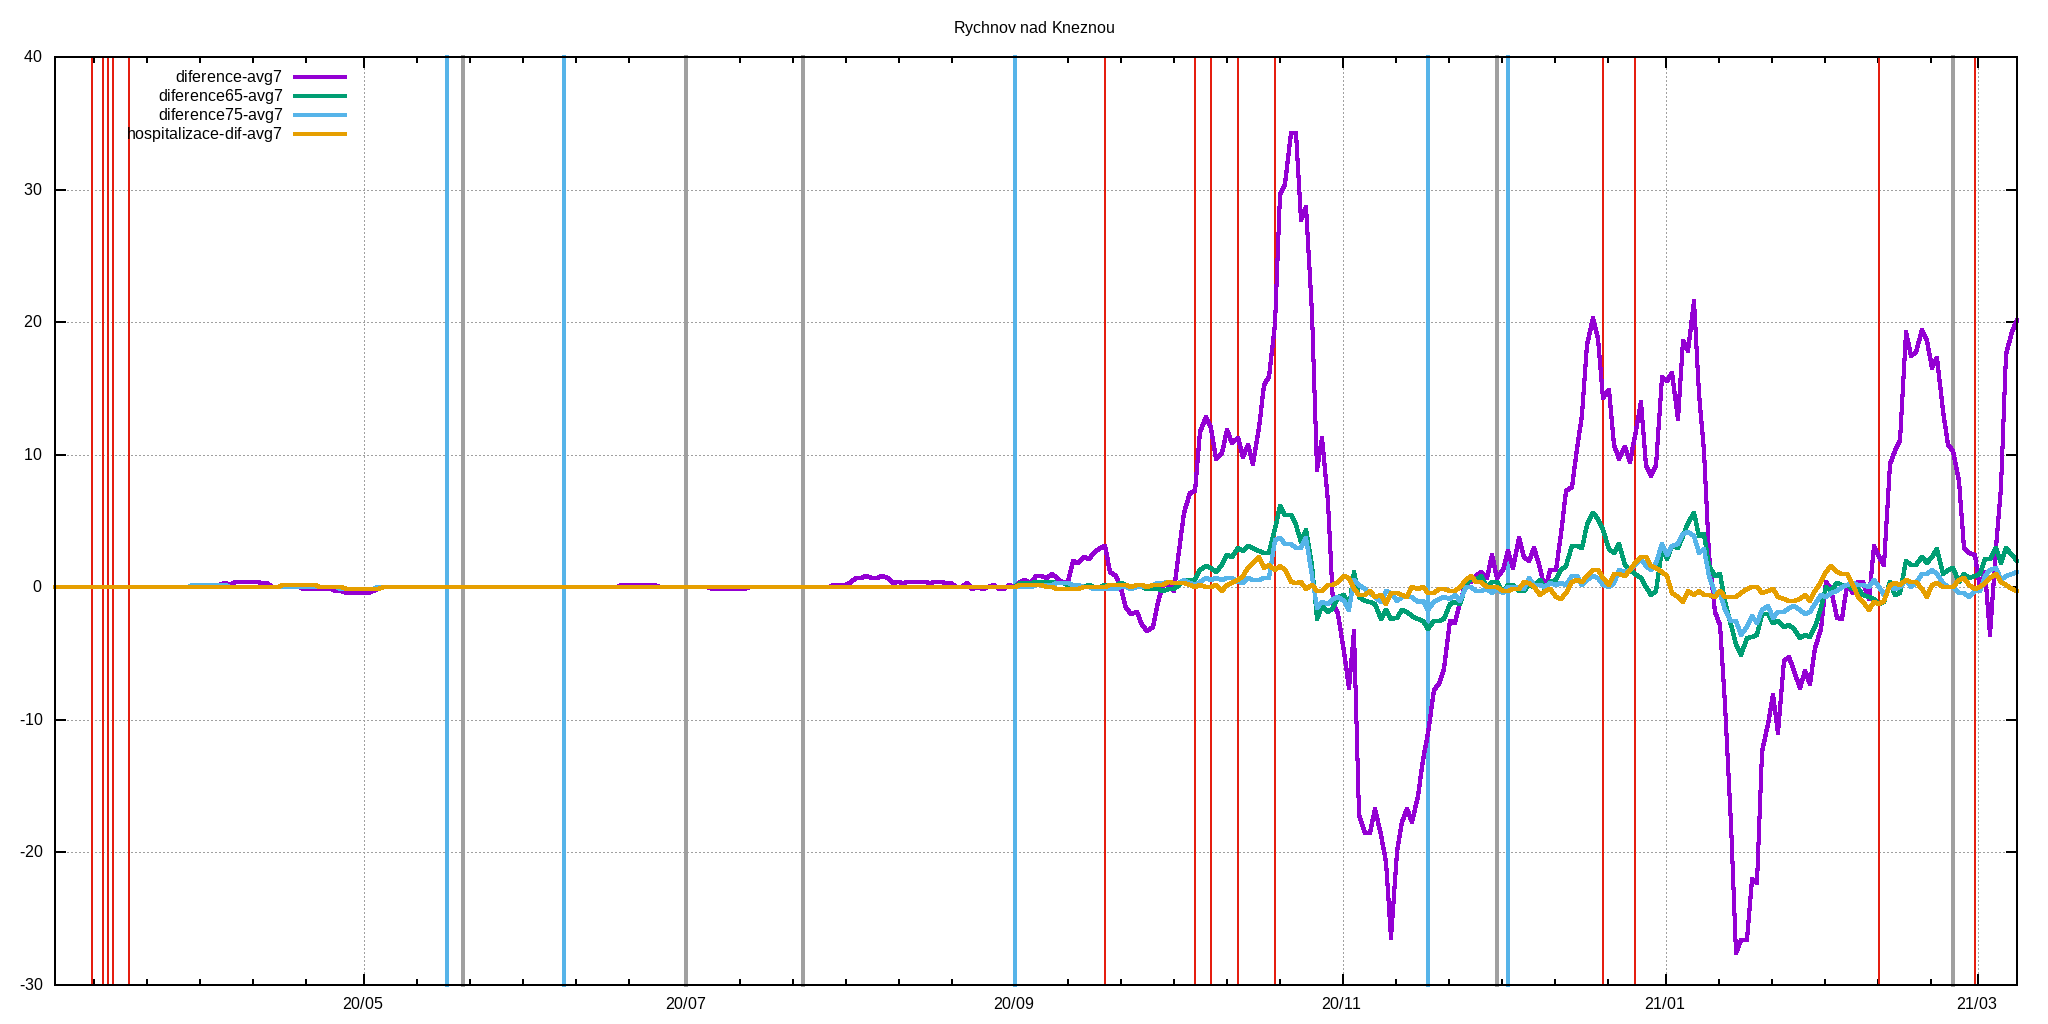 Rychnov nad Kneznou
40
diference-avg7
diference65-avg7
diference75-avg7
hospitalizace-dif-avg7
30
20
10
0
-10
-20
-30
20/05 20/07 20/09 20/11 21/01 21/03